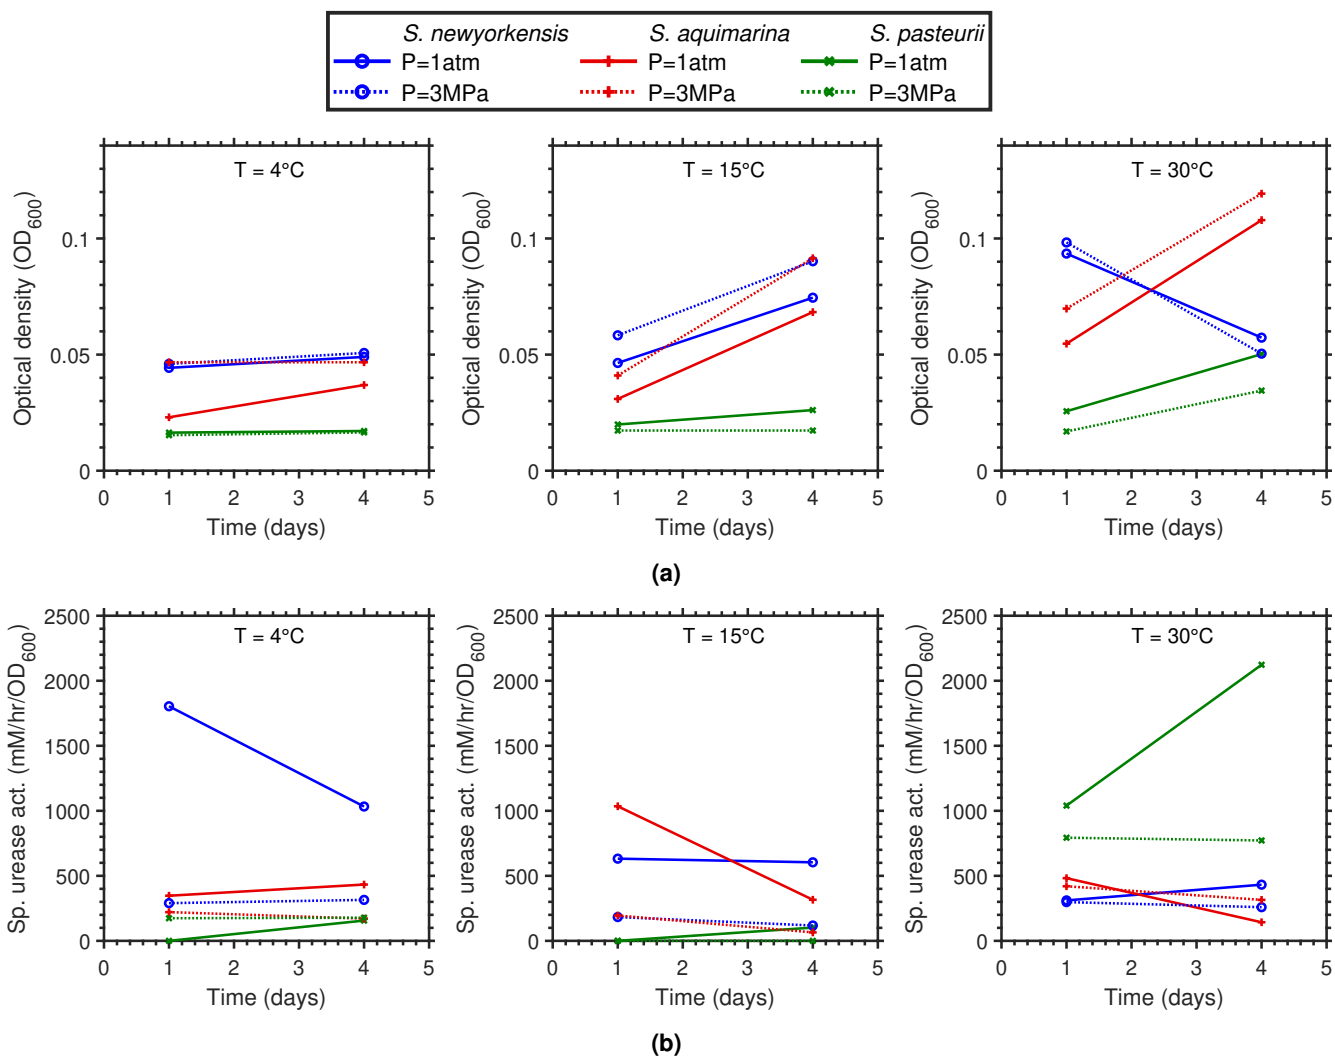 S. newyorkensis S. aquimarina S. pasteurii
P=1atm P=1atm P=1atm
P=3MPa P=3MPa P=3MPa
T = 4°C
Optical density (OD600)
0.1
0.05
0
0 1 2 3 4 5
Time (days)
T = 15°C
Optical density (OD600)
0.1
0.05
0
0 1 2 3 4 5
Time (days)
T = 30°C
Optical density (OD600)
0.1
0.05
0
0 1 2 3 4 5
Time (days)
(a)
T = 4°C
Sp. urease act. (mM/hr/OD600)
2500
2000
1500
1000
500
0
0 1 2 3 4 5
Time (days)
T = 15°C
Sp. urease act. (mM/hr/OD600)
2500
2000
1500
1000
500
0
0 1 2 3 4 5
Time (days)
T = 30°C
Sp. urease act. (mM/hr/OD600)
2500
2000
1500
1000
500
0
0 1 2 3 4 5
Time (days)
(b)